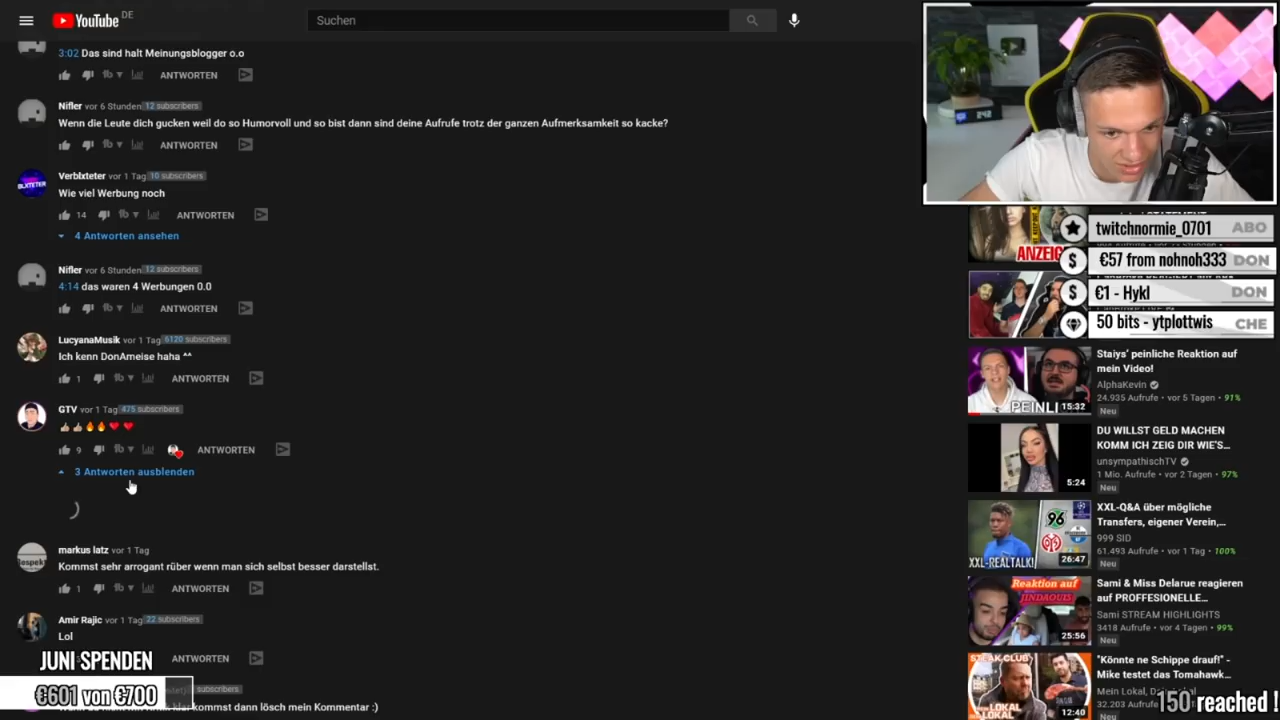 YouTube DE
Suchen
3:02 Das sind halt Meinungsblogger o.o
ANTWORTEN
Nifler vor 6 Stunden 12 subscribers
Wenn die Leute dich gucken weil do so Humorvoll und so bist dann sind deine Aufrufe trotz der ganzen Aufmerksamkeit so kacke?
ANTWORTEN
Verblxteter vor 1 Tag 10 subscribers
Wie viel Werbung noch
14 ANTWORTEN
4 Antworten ansehen
Nifler vor 6 Stunden 12 subscribers
4:14 das waren 4 Werbungen 0.0
ANTWORTEN
LucyanaMusik vor 1 Tag 6120 subscribers
Ich kenn DonAmeise haha ^^
1 ANTWORTEN
GTV vor 1 Tag 475 subscribers
9 ANTWORTEN
3 Antworten ausblenden
markus latz vor 1 Tag
Kommst sehr arrogant rüber wenn man sich selbst besser darstellst.
1 ANTWORTEN
Amir Rajic vor 1 Tag 22 subscribers
Lol
ANTWORTEN
JUNI SPENDEN
€601 von €700
subscribers
kommst dann lösch mein Kommentar :)
ANZEIG
twitchnormie_0701 ABO
€57 from nohnoh333 DON
€1 - Hykl DON
50 bits - ytplottwis CHE
PEINLI
15:32
Staiys' peinliche Reaktion auf
mein Video!
AlphaKevin
24.935 Aufrufe • vor 5 Tagen • 91%
Neu
5:24
DU WILLST GELD MACHEN
KOMM ICH ZEIG DIR WIE'S...
unsympathischTV
1 Mio. Aufrufe • vor 2 Tagen • 97%
Neu
96
XXL-REALTALK!
26:47
XXL-Q&A über mögliche
Transfers, eigener Verein,...
999 SID
61.493 Aufrufe • vor 1 Tag • 100%
Neu
Reaktion auf
JINDAOUIS
25:56
Sami & Miss Delarue reagieren
auf PROFFESIONELLE...
Sami STREAM HIGHLIGHTS
3418 Aufrufe • vor 4 Tagen • 99%
Neu
STEAK CLUB
MEIN LOKAL
LOKAL
12:40
"Könnte ne Schippe drauf!" -
Mike testet das Tomahawk...
Mein Lokal,
32.203
Neu
150 reached !